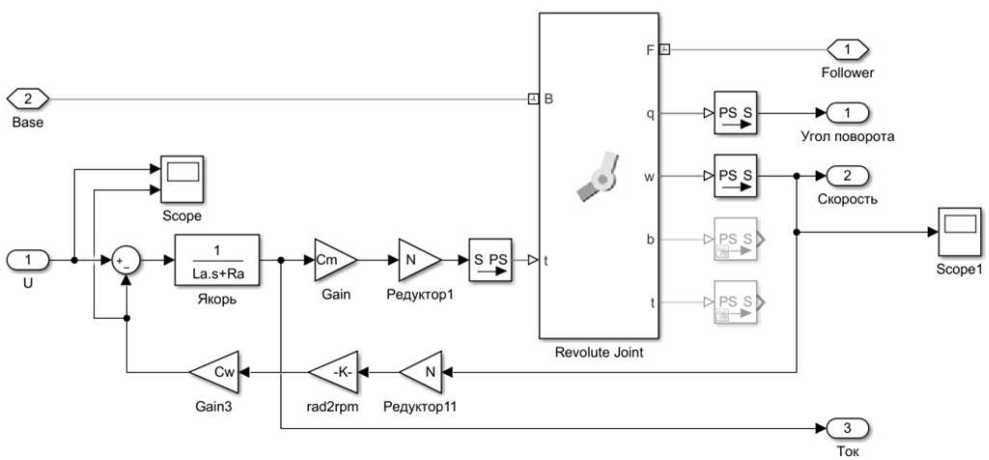 F
1
Follower
2
Base
B
q
PS S
1
Угол поворота
w
PS S
2
Скорость
Scope
b
PS S
Scope1
1
U
+
-
1
La.s+Ra
Якорь
Cm
Gain
N
Редуктор1
S PS
t
t
PS S
Revolute Joint
Cw
Gain3
-K-
rad2rpm
N
Редуктор11
3
Ток